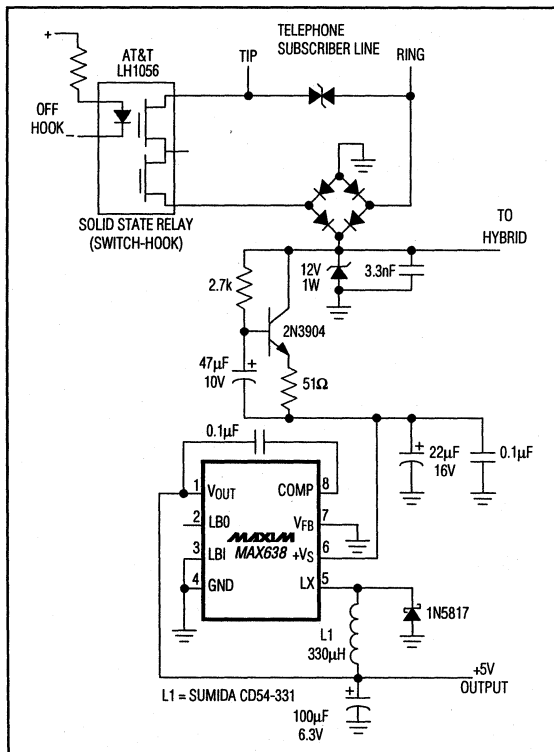 TELEPHONE
SUBSCRIBER LINE
+
AT&T
LH1056
TIP
RING
OFF
HOOK
–
SOLID STATE RELAY
(SWITCH-HOOK)
TO
HYBRID
2.7k
12V
1W
3.3nF
2N3904
47µF
10V
+
51Ω
0.1µF
+
22µF
16V
0.1µF
1 VOUT
COMP 8
2 LB0
VFB 7
MAXIM
MAX638
3 LBI
+VS 6
4 GND
LX 5
1N5817
L1
330µH
+5V
OUTPUT
L1 = SUMIDA CD54-331
+
100µF
6.3V